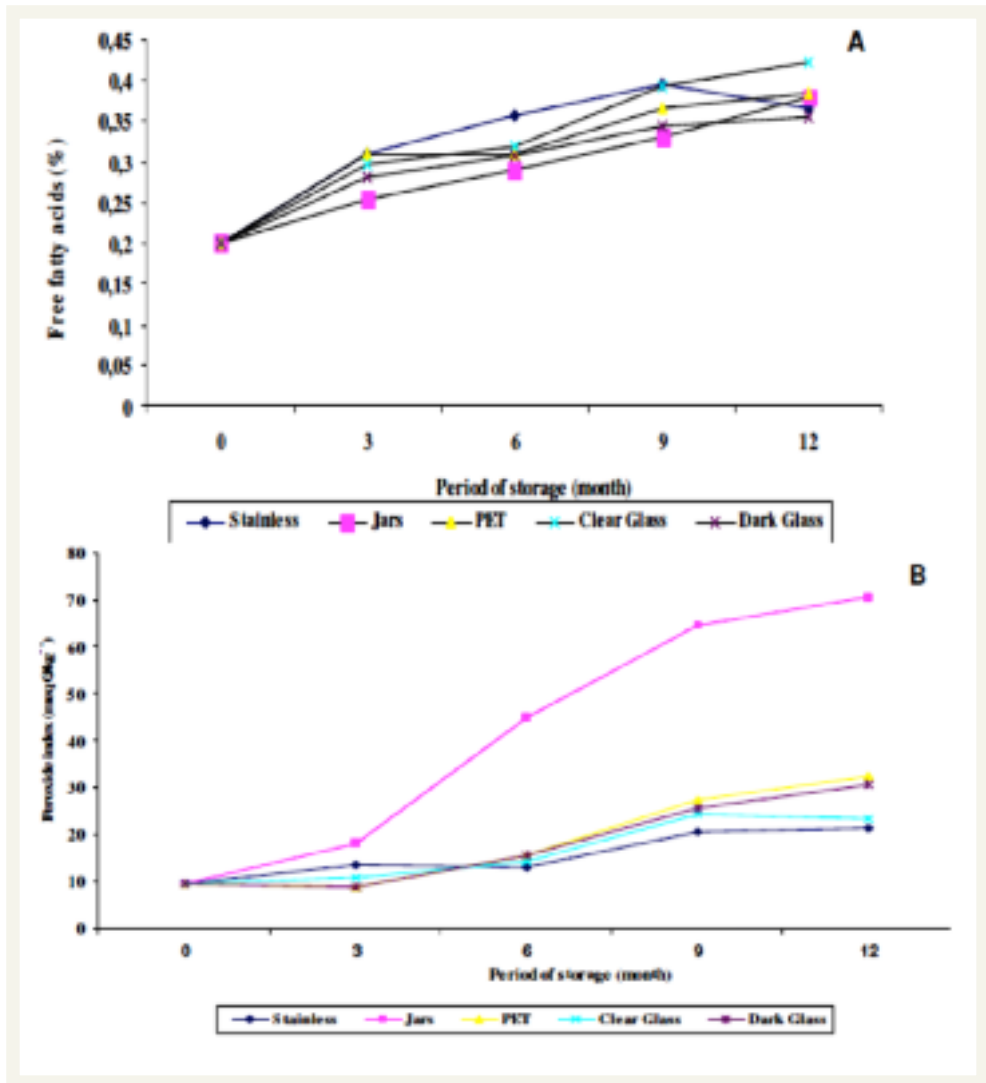 A
Free fatty acids (%)
0,45
0,4
0,35
0,3
0,25
0,2
0,15
0,1
0,05
0
0 3 6 9 12
Period of storage (month)
Stainless Jars PET Clear Glass Dark Glass
B
Peroxide index
80
70
60
50
40
30
20
10
0
0 3 6 9 12
Period of storage (month)
Stainless Jars PET Clear Glass Dark Glass